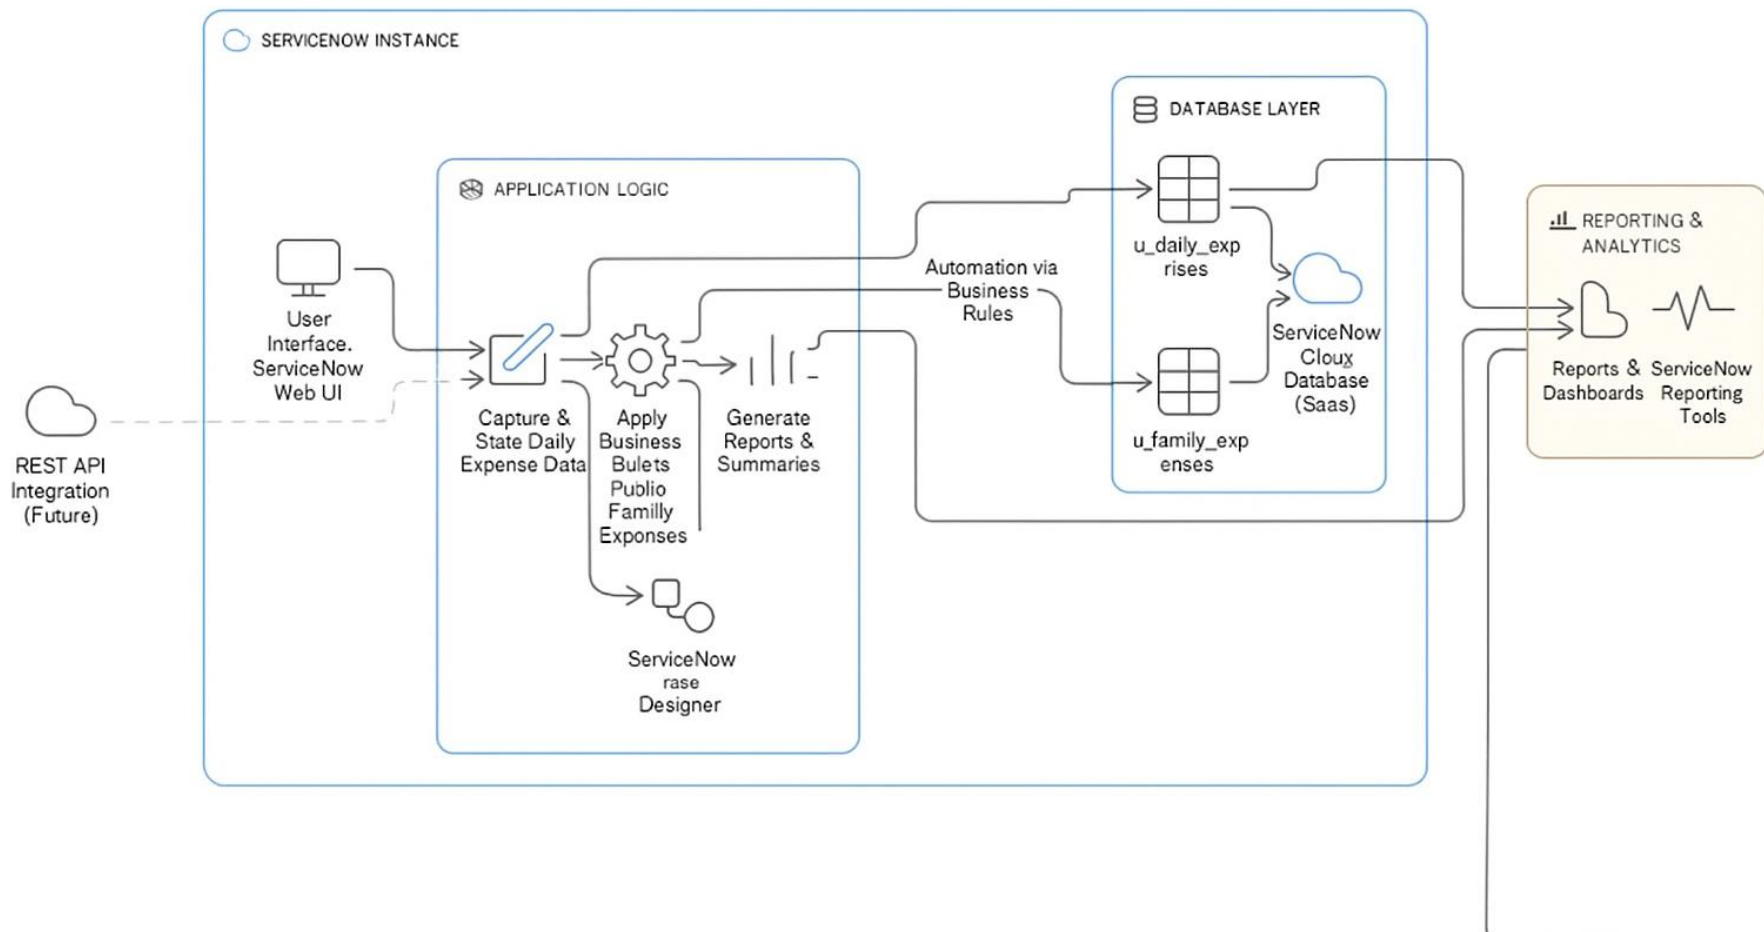 SERVICENOW INSTANCE
DATABASE LAYER
APPLICATION LOGIC
REPORTING &
ANALYTICS
User
Interface.
ServiceNow
Web UI
REST API
Integration
(Future)
Capture &
State Daily
Expense Data
Apply
Business
Bulets
Publio
Familly
Exponses
Generate
Reports &
Summaries
ServiceNow
rase
Designer
Automation via
Business
Rules
u_daily_exp
rises
u_family_exp
enses
ServiceNow
Cloux
Database
(Saas)
Reports &
Dashboards
ServiceNow
Reporting
Tools